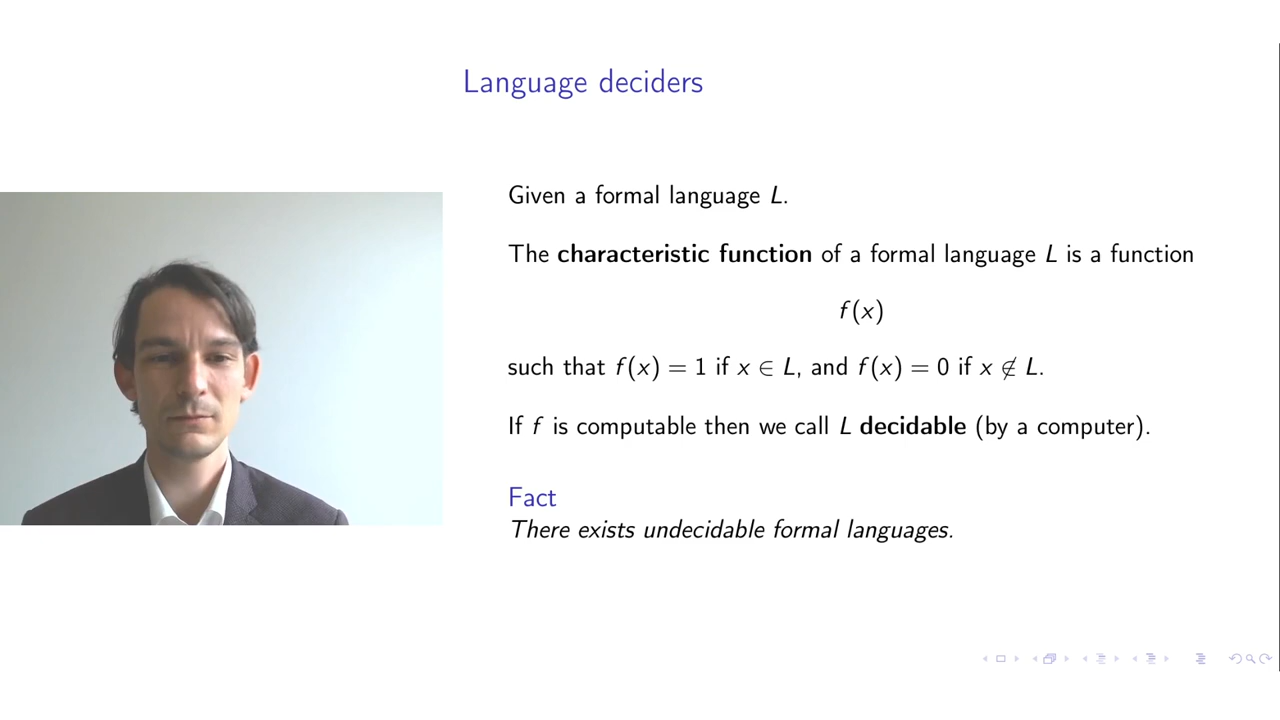 Language deciders
Given a formal language L.
The characteristic function of a formal language L is a function
f(x)
such that f(x) = 1 if x ∈ L, and f(x) = 0 if x ∉ L.
If f is computable then we call L decidable (by a computer).
Fact
There exists undecidable formal languages.